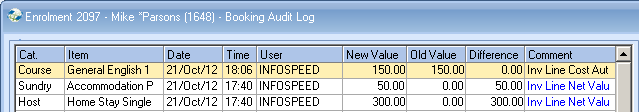 Enrolment 2097 - Mike "Parsons (1648) - Booking Audit Log
Cat. Item Date Time User New Value Old Value Difference Comment
Course General English 1 21/Oct/12 18:06 INFOSPEED 150.00 150.00 0.00 Inv Line Cost Aut
Sundry Accommodation P 21/Oct/12 17:40 INFOSPEED 50.00 0.00 50.00 Inv Line Net Valu
Host Home Stay Single 21/Oct/12 17:40 INFOSPEED 300.00 0.00 300.00 Inv Line Net Valu